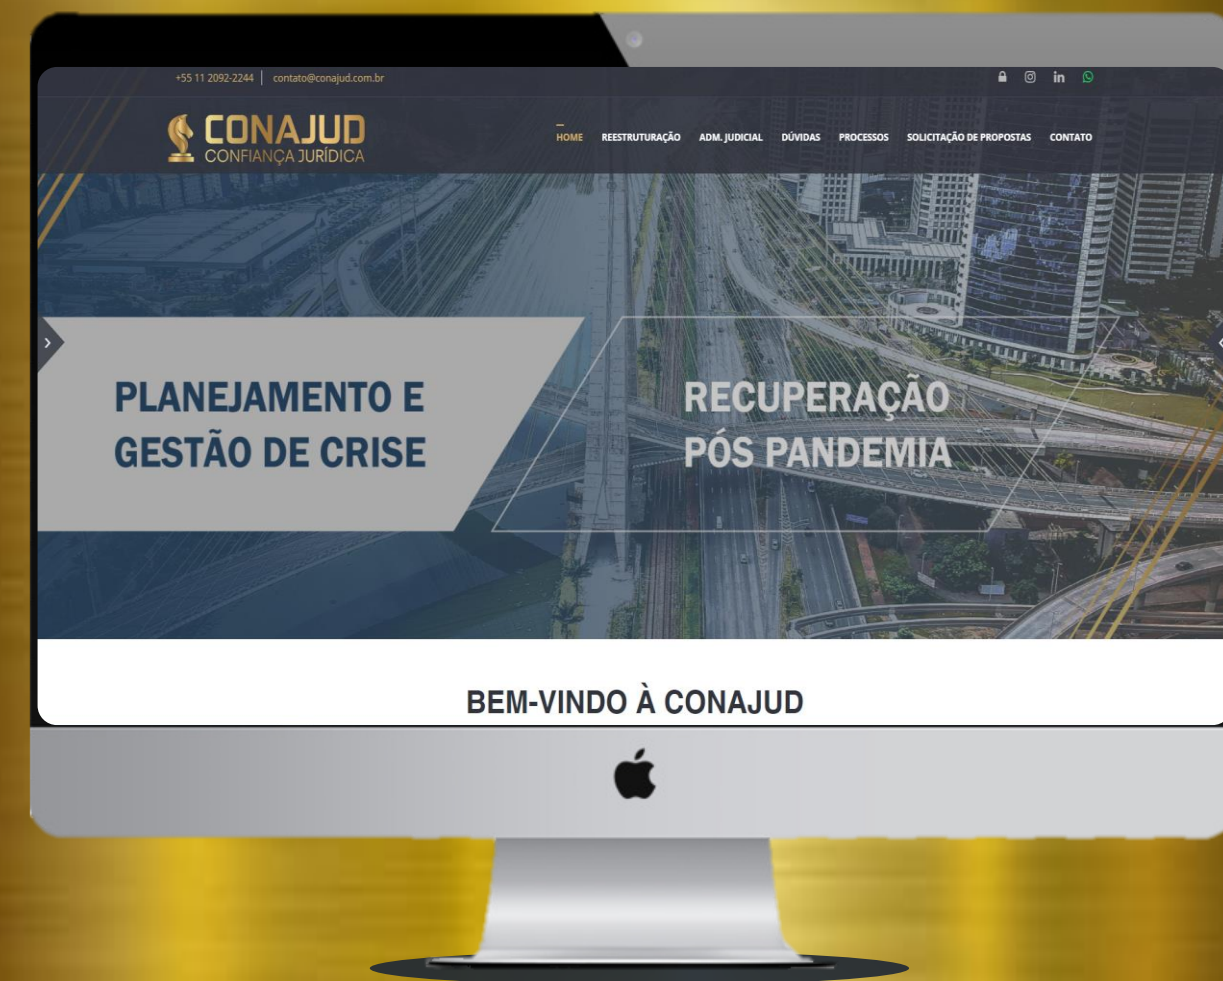 +55 11 2092-2244 | contato@conajud.com.br
CONAJUD
CONFIANÇA JURÍDICA
HOME REESTRUTURAÇÃO ADM. JUDICIAL DÚVIDAS PROCESSOS SOLICITAÇÃO DE PROPOSTAS CONTATO
PLANEJAMENTO E
GESTÃO DE CRISE
RECUPERAÇÃO
PÓS PANDEMIA
BEM-VINDO À CONAJUD